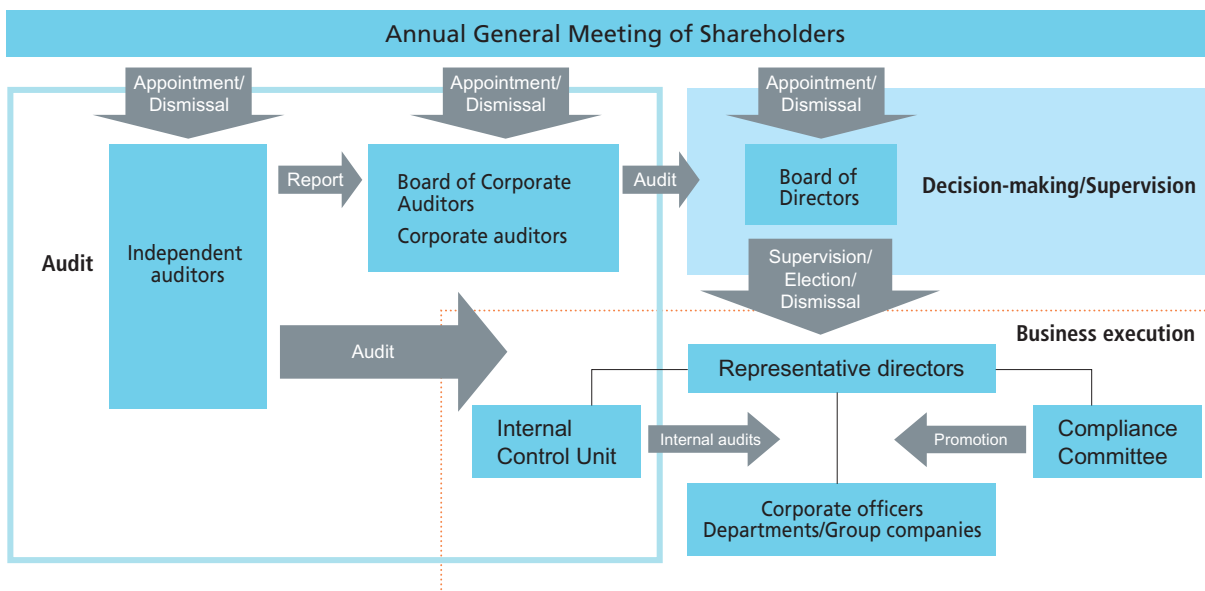 Annual General Meeting of Shareholders
Appointment/
Dismissal
Appointment/
Dismissal
Appointment/
Dismissal
Audit
Independent
auditors
Report
Board of Corporate
Auditors
Corporate auditors
Audit
Board of
Directors
Decision-making/Supervision
Supervision/
Election/
Dismissal
Audit
Business execution
Representative directors
Internal
Control Unit
Internal audits
Promotion
Compliance
Committee
Corporate officers
Departments/Group companies